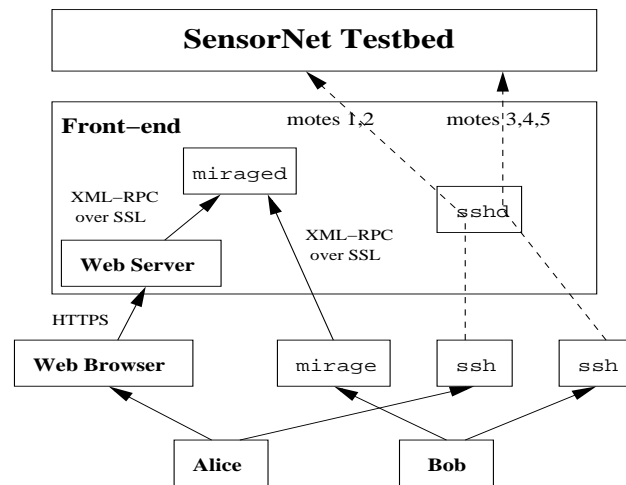 SensorNet Testbed
Front−end
motes 1,2
motes 3,4,5
miraged
XML−RPC
over SSL
sshd
XML−RPC
over SSL
Web Server
HTTPS
Web Browser
mirage
ssh
ssh
Alice
Bob